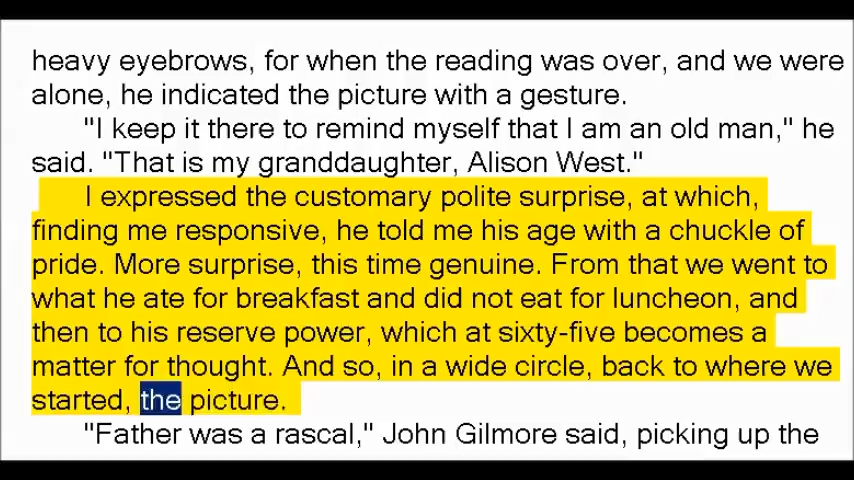 heavy eyebrows, for when the reading was over, and we were
alone, he indicated the picture with a gesture.
"I keep it there to remind myself that I am an old man," he
said. "That is my granddaughter, Alison West."
I expressed the customary polite surprise, at which,
finding me responsive, he told me his age with a chuckle of
pride. More surprise, this time genuine. From that we went to
what he ate for breakfast and did not eat for luncheon, and
then to his reserve power, which at sixty-five becomes a
matter for thought. And so, in a wide circle, back to where we
started, the picture.
"Father was a rascal," John Gilmore said, picking up the